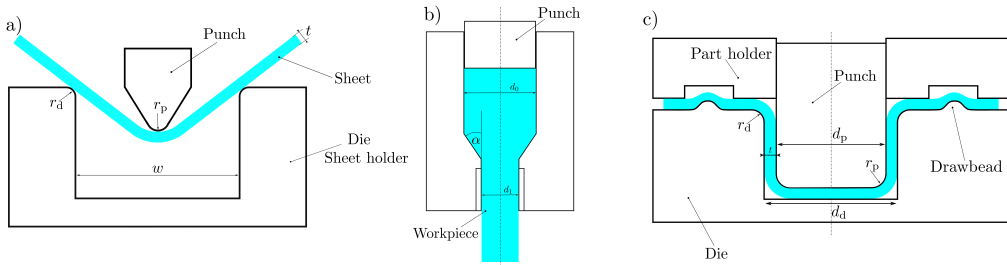 a)
Punch
t
Sheet
r_d
r_p
Die
Sheet holder
w
b)
Punch
d_0
α
d_1
Workpiece
c)
Part holder
Punch
r_d
d_p
t
r_p
Drawbead
d_d
Die